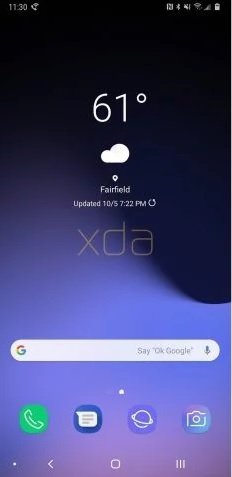 11:30
61°
Fairfield
Updated 10/5 7:22 PM
xda
G Say "Ok Google"